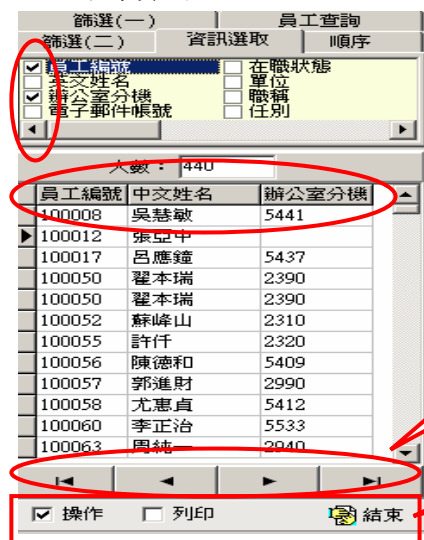 篩選(一) 員工查詢
篩選(二) 資訊選取 順序
員工編號 在職狀態
英文姓名 單位
辦公室分機 職稱
電子郵件帳號 任別
人數： 440
員工編號 中文姓名 辦公室分機
100008 吳慧敏 5441
100012 張亞中
100017 呂應鐘 5437
100050 翟本瑞 2390
100050 翟本瑞 2390
100052 蘇峰山 2310
100055 許仟 2320
100056 陳德和 5409
100057 郭進財 2990
100058 尤惠貞 5412
100060 李正治 5533
100063 周純一 2940
操作 列印 結束